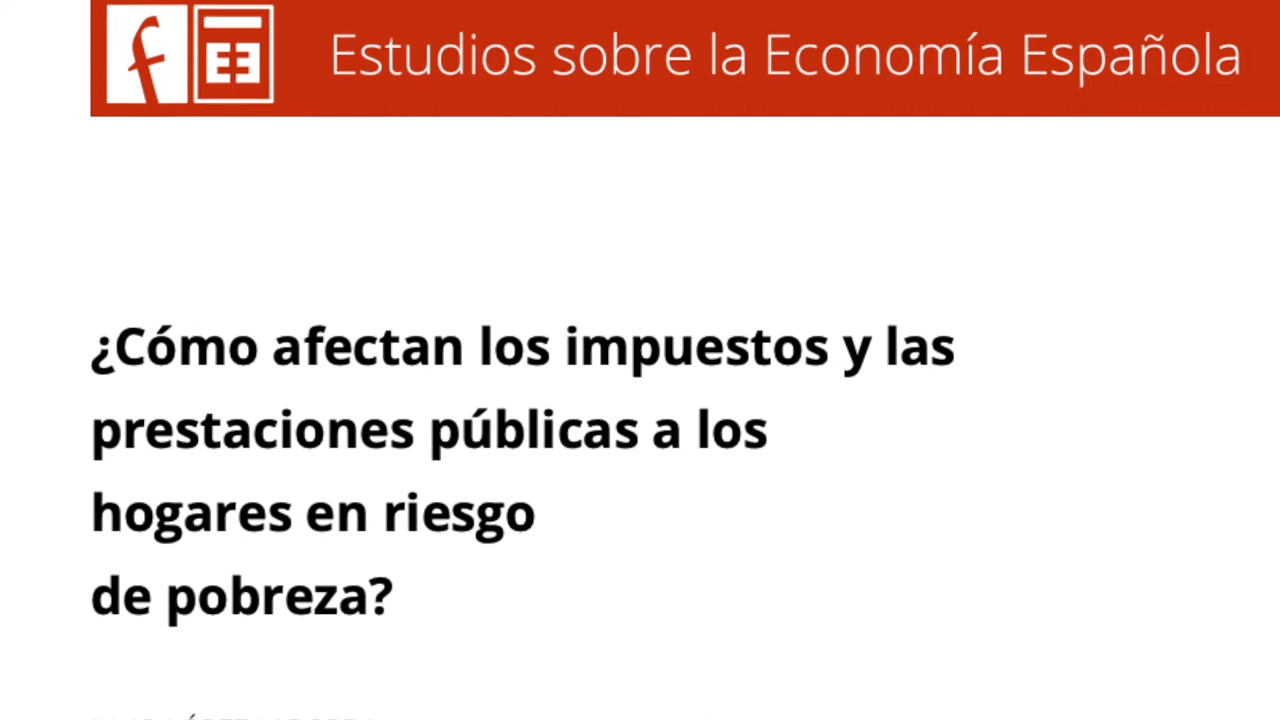 Estudios sobre la Economía Española
¿Cómo afectan los impuestos y las
prestaciones públicas a los
hogares en riesgo
de pobreza?